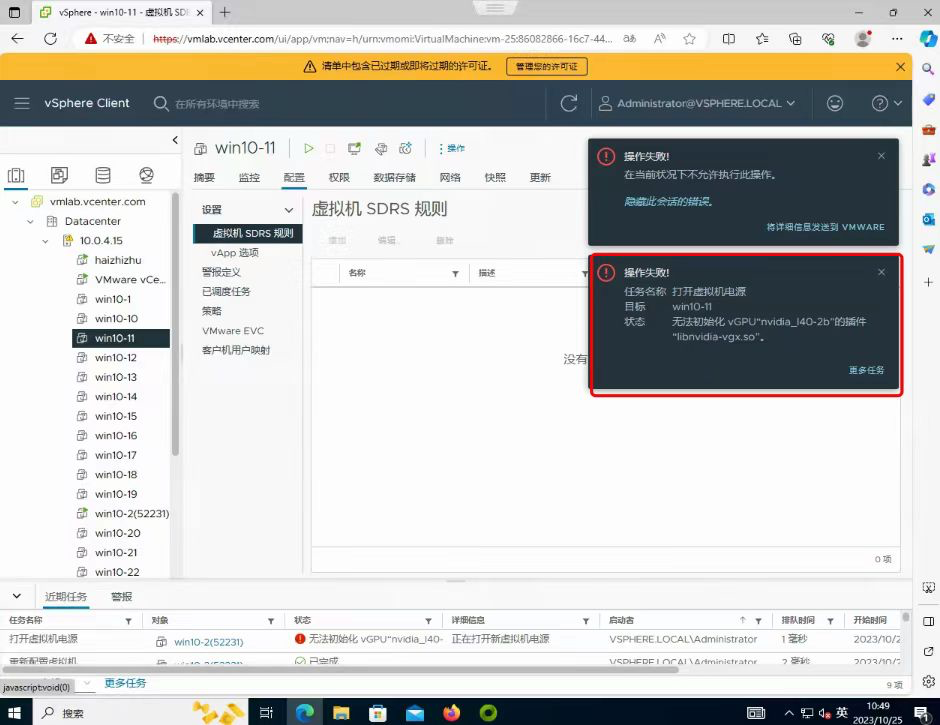 vSphere - win10-11 - 虚拟机 SDR
不安全
https://vmlab.vcenter.com/ui/app/vm;nav=h/urn:vmomi:VirtualMachine:vm-25:86082866-16c7-44...
清单中包含已过期或即将过期的许可证。
管理您的许可证
vSphere Client
在所有环境中搜索
Administrator@VSPHERE.LOCAL
vmlab.vcenter.com
Datacenter
10.0.4.15
haizhizhu
VMware vCe...
win10-1
win10-10
win10-11
win10-12
win10-13
win10-14
win10-15
win10-16
win10-17
win10-18
win10-19
win10-2(52231)
win10-20
win10-21
win10-22
win10-11
操作
摘要 监控 配置 权限 数据存储 网络 快照 更新
设置
虚拟机 SDRS 规则
vApp 选项
警报定义
已调度任务
策略
VMware EVC
客户机用户映射
虚拟机 SDRS 规则
添加 编辑 删除
名称 描述
没有
0 项
操作失败!
在当前状况下不允许执行此操作。
隐藏此会话的错误。
将详细信息发送到 VMWARE
操作失败!
任务名称 打开虚拟机电源
目标 win10-11
状态 无法初始化 vGPU“nvidia_l40-2b”的插件
“libnvidia-vgx.so”。
更多任务
近期任务 警报
任务名称 对象 状态 详细信息 启动者 排队时间 开始时间
打开虚拟机电源 win10-2(52231) 无法初始化 vGPU“nvidia_l40- 正在打开新虚拟机电源 VSPHERE.LOCAL\Administrator 1 毫秒 2023/10/2
重新配置虚拟机 win10-2(52231) 已完成 VSPHERE.LOCAL\Administrator 2 毫秒 2023/10/2
javascript:void(0)
更多任务
9 项
搜索
英
10:49
2023/10/25